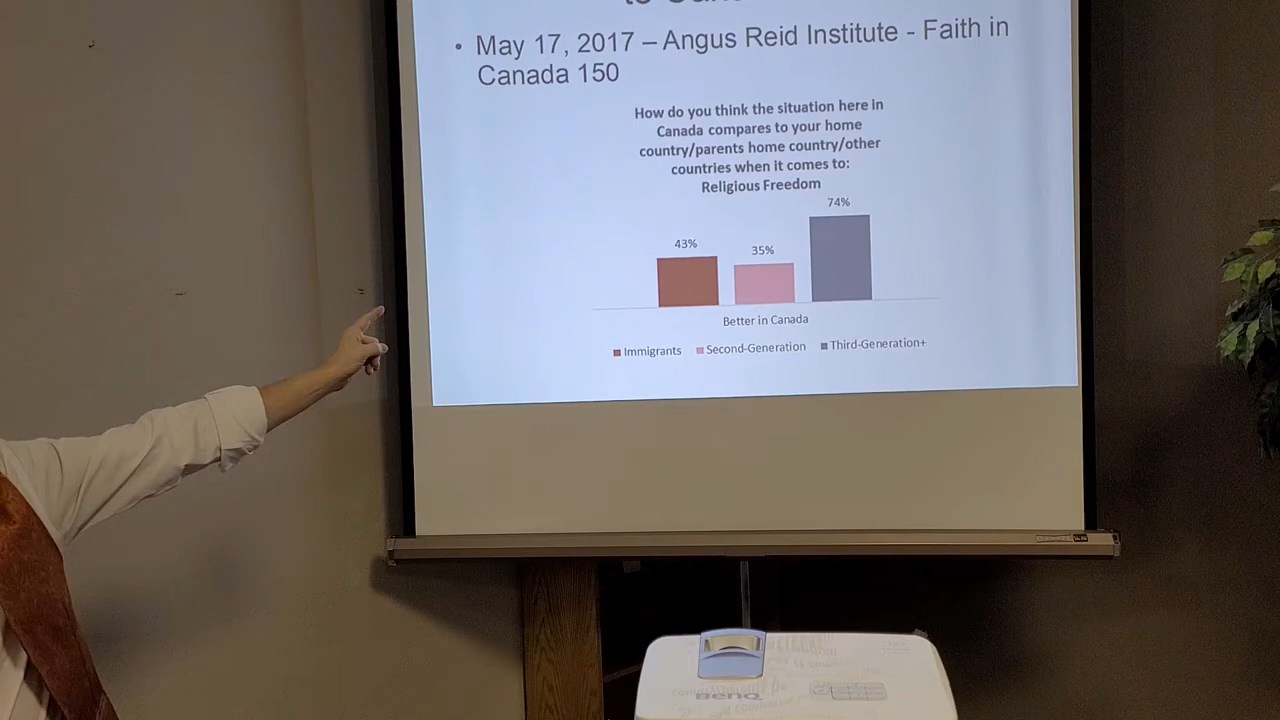 • May 17, 2017 – Angus Reid Institute - Faith in
Canada 150
How do you think the situation here in
Canada compares to your home
country/parents home country/other
countries when it comes to:
Religious Freedom
74%
43%
35%
Better in Canada
Immigrants
Second-Generation
Third-Generation+
BenQ